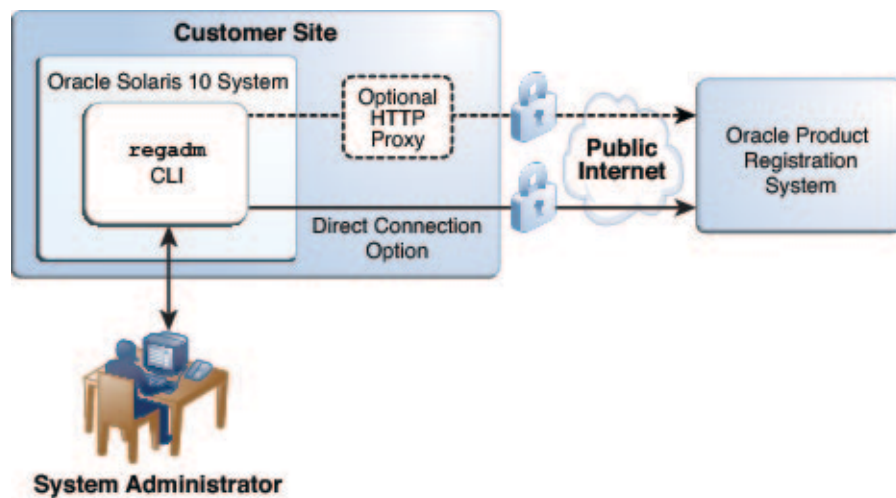 Customer Site
Oracle Solaris 10 System
regadm
CLI
Optional
HTTP
Proxy
Direct Connection
Option
Public
Internet
Oracle Product
Registration
System
System Administrator